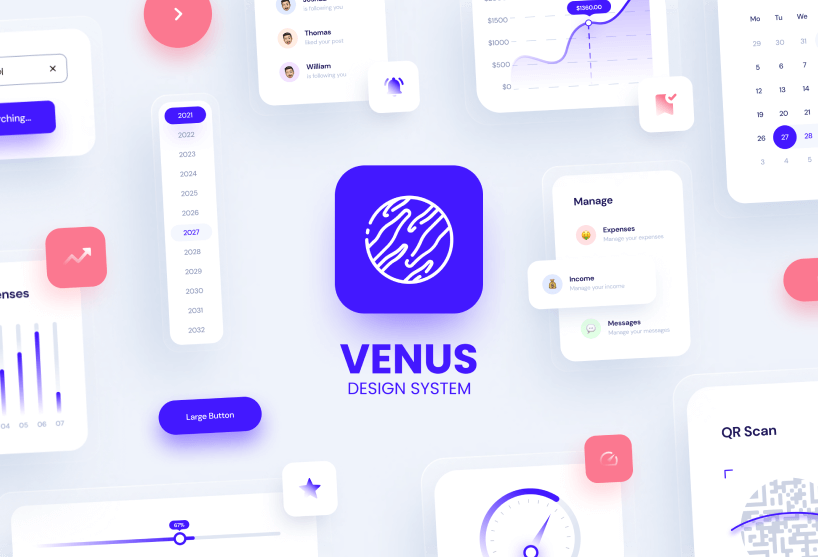 rching...
is following you
Thomas
liked your post
William
is following you
$1500
$1000
$500
$0
$1360.00
Mo Tu We
29 30 31
5 6 7
12 13 14
19 20 21
26 27 28
3 4 5
2021
2022
2023
2024
2025
2026
2027
2028
2029
2030
2031
2032
VENUS
DESIGN SYSTEM
Manage
Expenses
Manage your expenses
Income
Manage your income
Messages
Manage your messages
enses
04 05 06 07
Large Button
67%
QR Scan